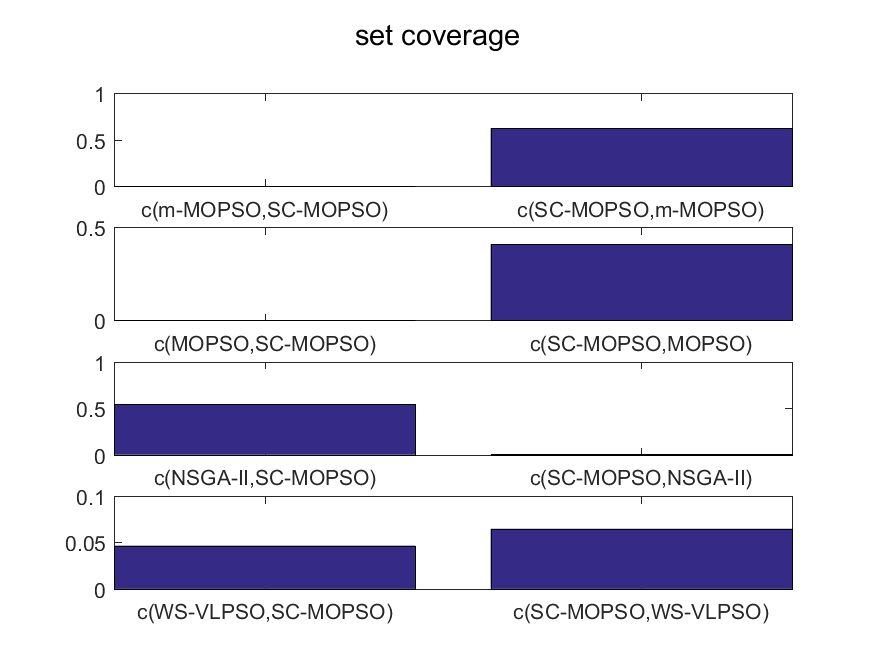 set coverage
1
0.5
0
c(m-MOPSO,SC-MOPSO) c(SC-MOPSO,m-MOPSO)
0.5
0
c(MOPSO,SC-MOPSO) c(SC-MOPSO,MOPSO)
1
0.5
0
c(NSGA-II,SC-MOPSO) c(SC-MOPSO,NSGA-II)
0.1
0.05
0
c(WS-VLPSO,SC-MOPSO) c(SC-MOPSO,WS-VLPSO)